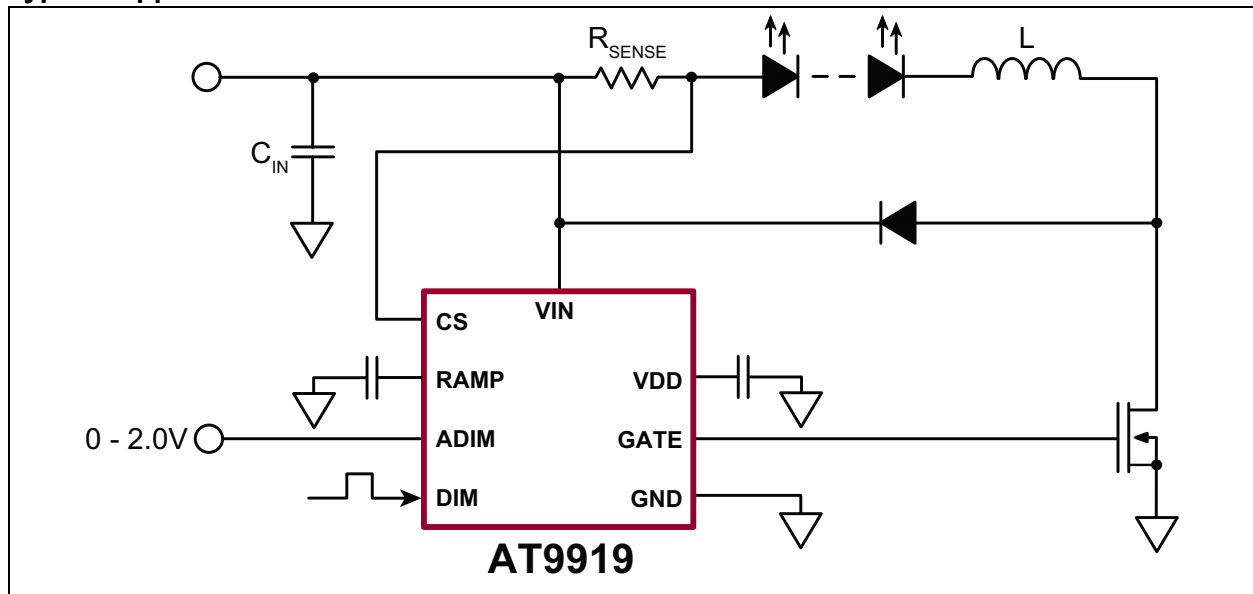 R_SENSE
L
C_IN
VIN
CS
RAMP
VDD
0 - 2.0V
ADIM
GATE
DIM
GND
AT9919